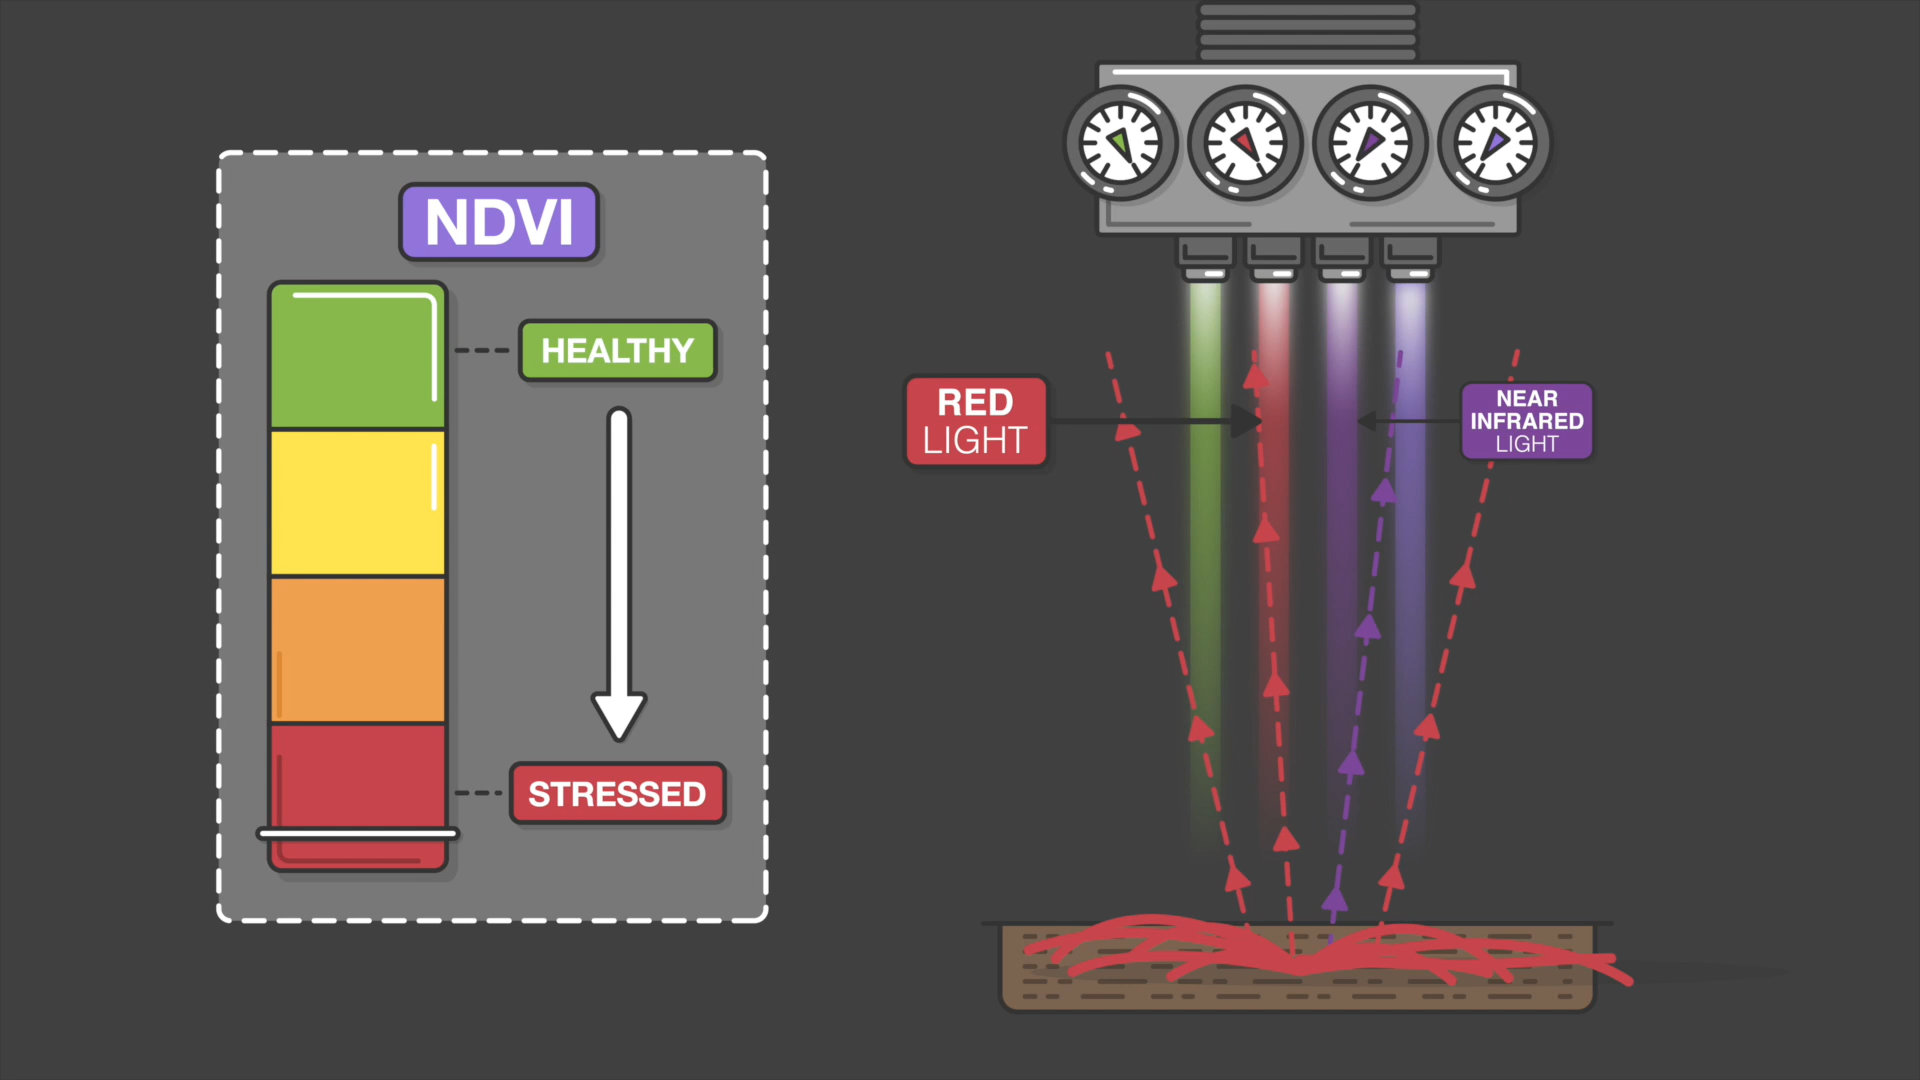 NDVI
HEALTHY
STRESSED
RED
LIGHT
NEAR
INFRARED
LIGHT